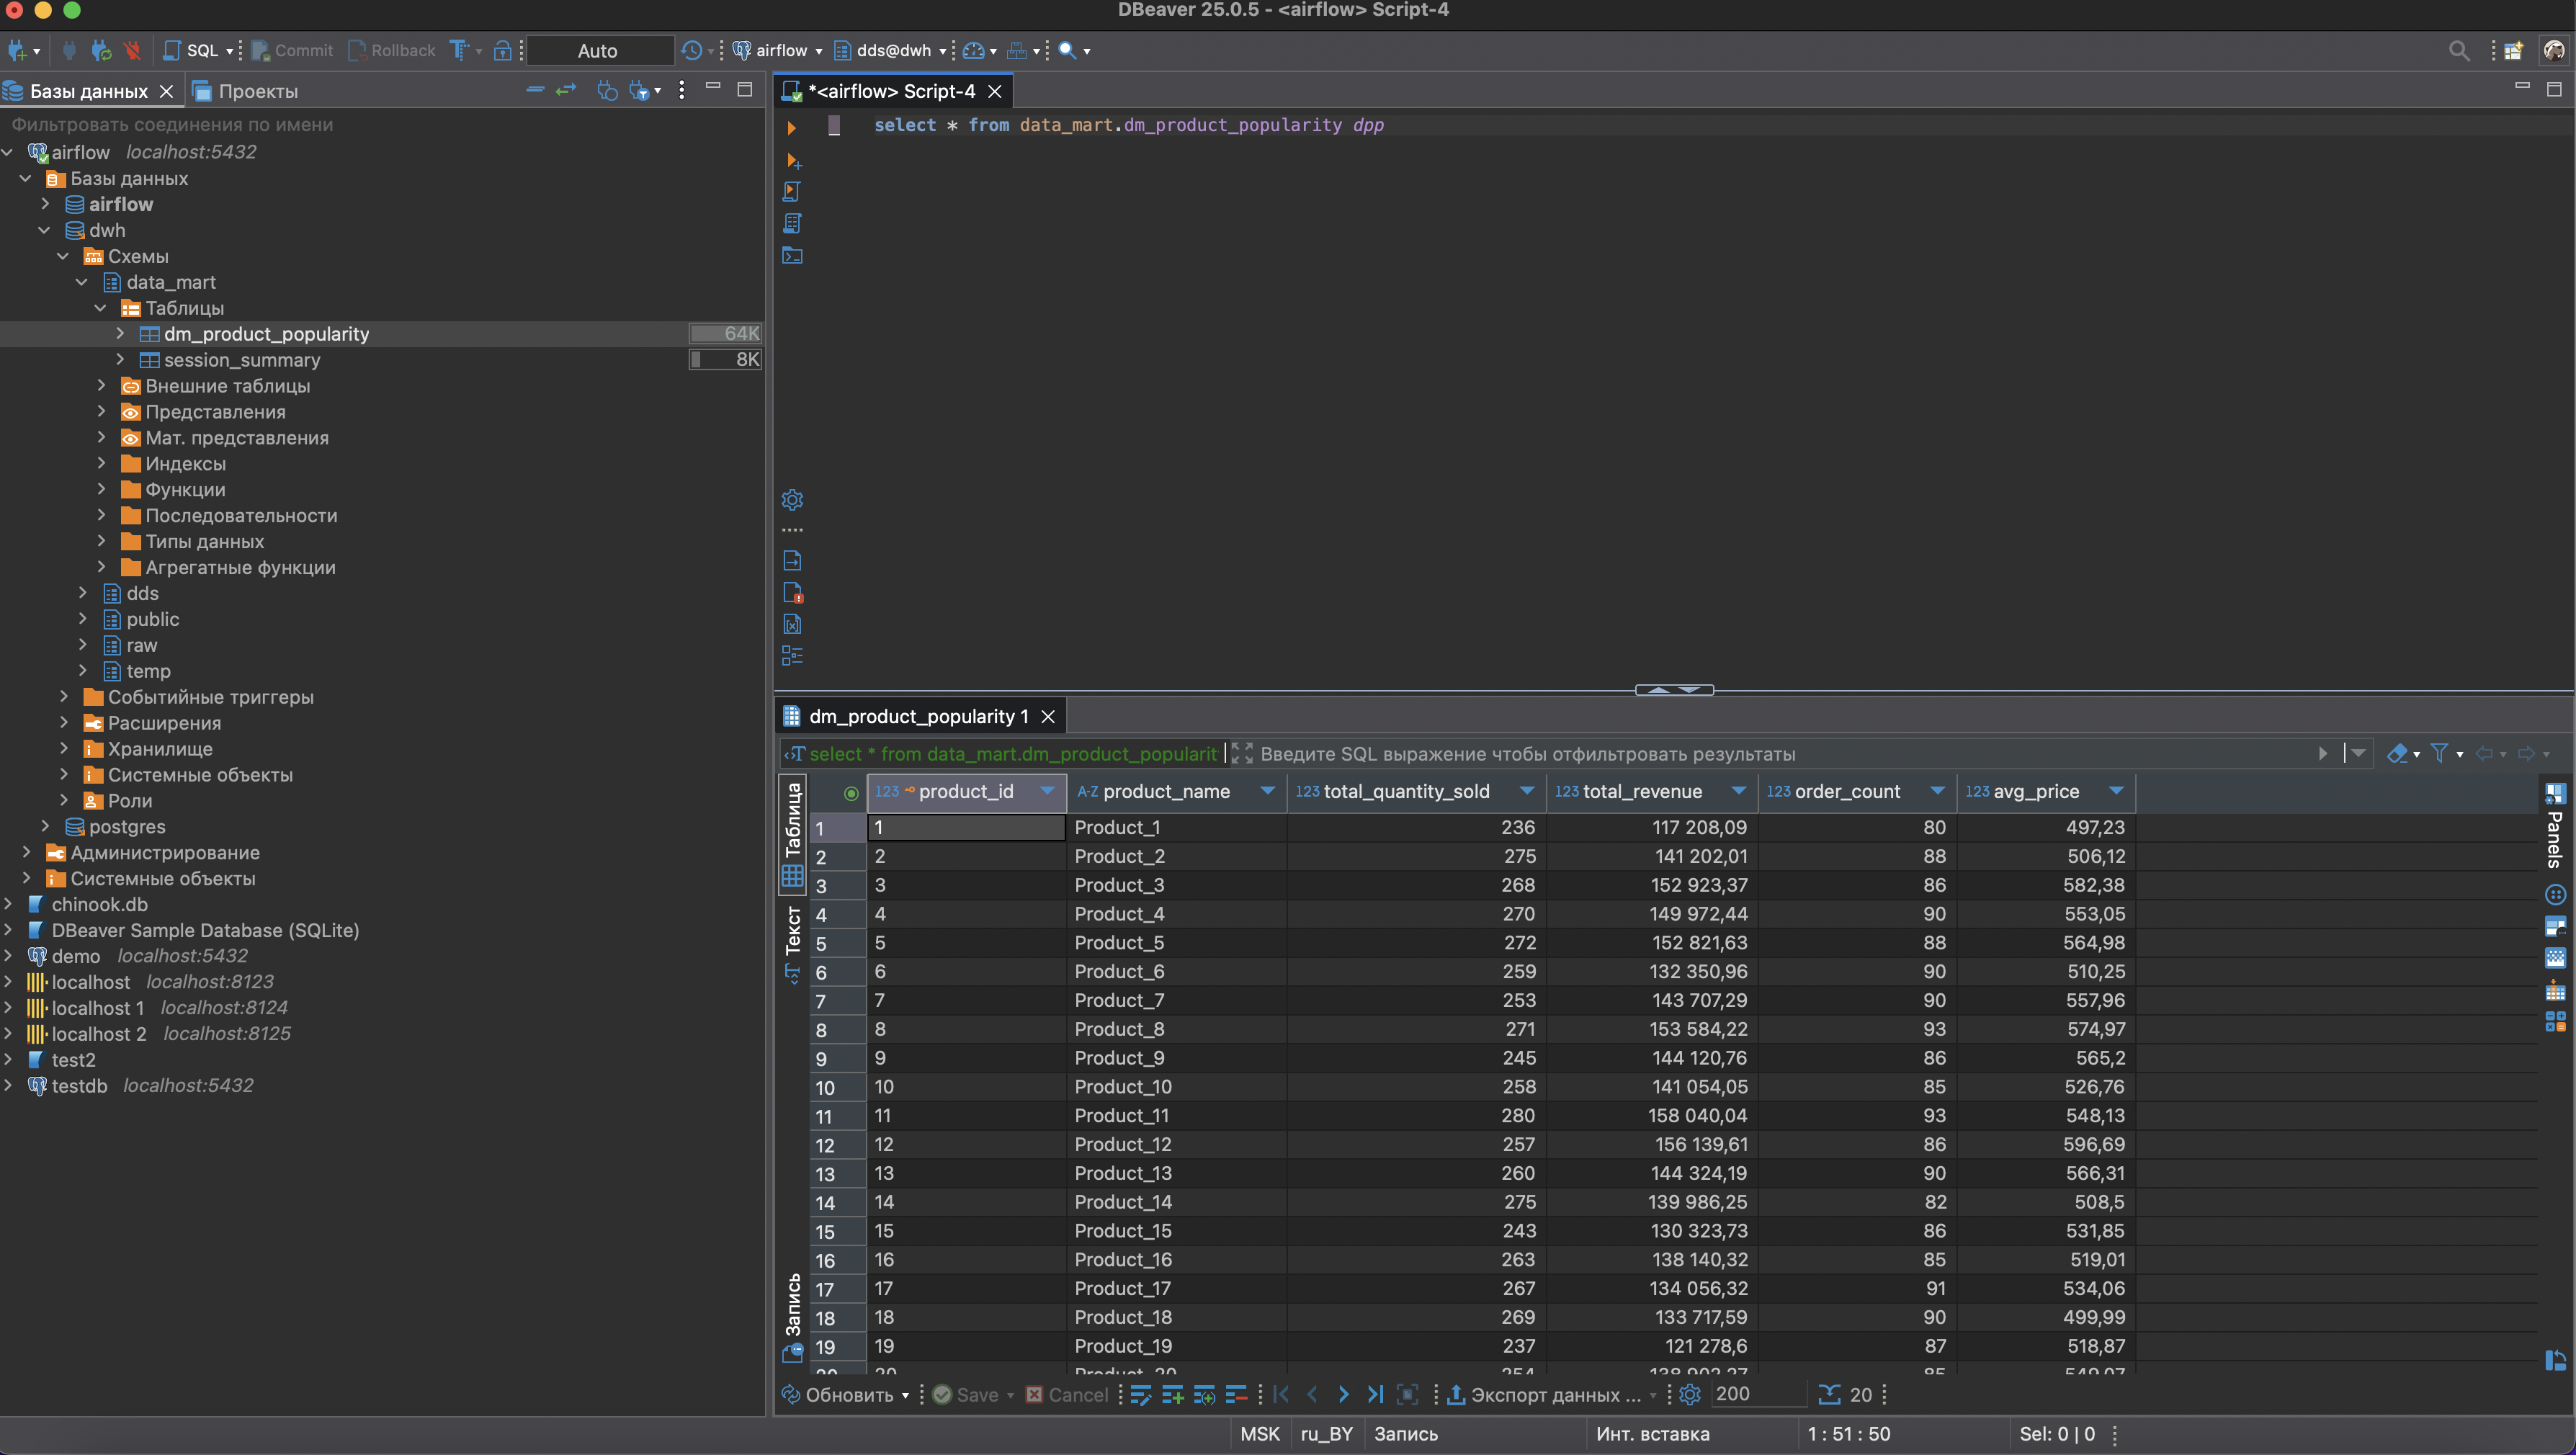 DBeaver 25.0.5 - <airflow> Script-4
SQL Commit Rollback Auto airflow dds@dwh
Базы данных Проекты
Фильтровать соединения по имени
airflow localhost:5432
Базы данных
airflow
dwh
Схемы
data_mart
Таблицы
dm_product_popularity 64K
session_summary 8K
Внешние таблицы
Представления
Мат. представления
Индексы
Функции
Последовательности
Типы данных
Агрегатные функции
dds
public
raw
temp
Событийные триггеры
Расширения
Хранилище
Системные объекты
Роли
postgres
Администрирование
Системные объекты
chinook.db
DBeaver Sample Database (SQLite)
demo localhost:5432
localhost localhost:8123
localhost 1 localhost:8124
localhost 2 localhost:8125
test2
testdb localhost:5432
*<airflow> Script-4
select * from data_mart.dm_product_popularity dpp
dm_product_popularity 1
select * from data_mart.dm_product_popularit Введите SQL выражение чтобы отфильтровать результаты
Таблица
Текст
Запись
123 product_id A-Z product_name 123 total_quantity_sold 123 total_revenue 123 order_count 123 avg_price
1 1 Product_1 236 117 208,09 80 497,23
2 2 Product_2 275 141 202,01 88 506,12
3 3 Product_3 268 152 923,37 86 582,38
4 4 Product_4 270 149 972,44 90 553,05
5 5 Product_5 272 152 821,63 88 564,98
6 6 Product_6 259 132 350,96 90 510,25
7 7 Product_7 253 143 707,29 90 557,96
8 8 Product_8 271 153 584,22 93 574,97
9 9 Product_9 245 144 120,76 86 565,2
10 10 Product_10 258 141 054,05 85 526,76
11 11 Product_11 280 158 040,04 93 548,13
12 12 Product_12 257 156 139,61 86 596,69
13 13 Product_13 260 144 324,19 90 566,31
14 14 Product_14 275 139 986,25 82 508,5
15 15 Product_15 243 130 323,73 86 531,85
16 16 Product_16 263 138 140,32 85 519,01
17 17 Product_17 267 134 056,32 91 534,06
18 18 Product_18 269 133 717,59 90 499,99
19 19 Product_19 237 121 278,6 87 518,87
Panels
Обновить Save Cancel Экспорт данных ... 200 20
MSK ru_BY Запись Инт. вставка 1 : 51 : 50 Sel: 0 | 0